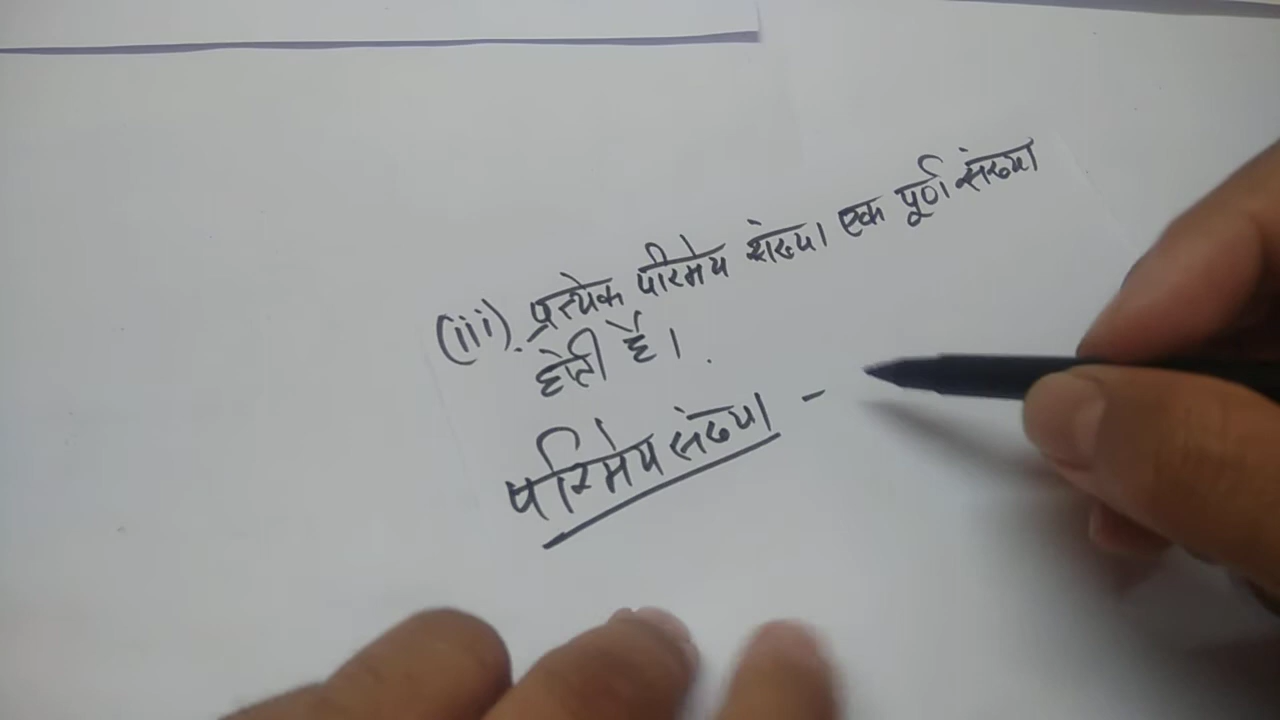 (iii). प्रत्येक परिमेय संख्या एक पूर्ण संख्या
होती है।
परिमेय संख्या -